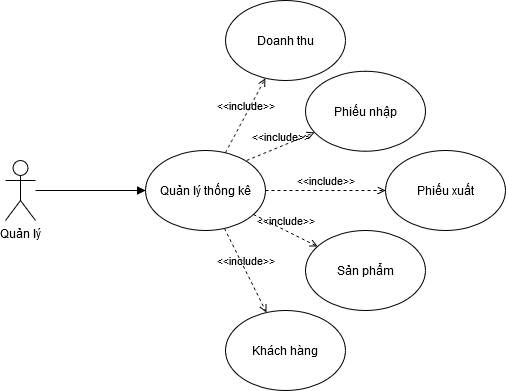 Doanh thu
<<include>>
Phiếu nhập
<<include>>
Quản lý thống kê
<<include>>
Phiếu xuất
Quản lý
<<include>>
Sản phẩm
<<include>>
Khách hàng